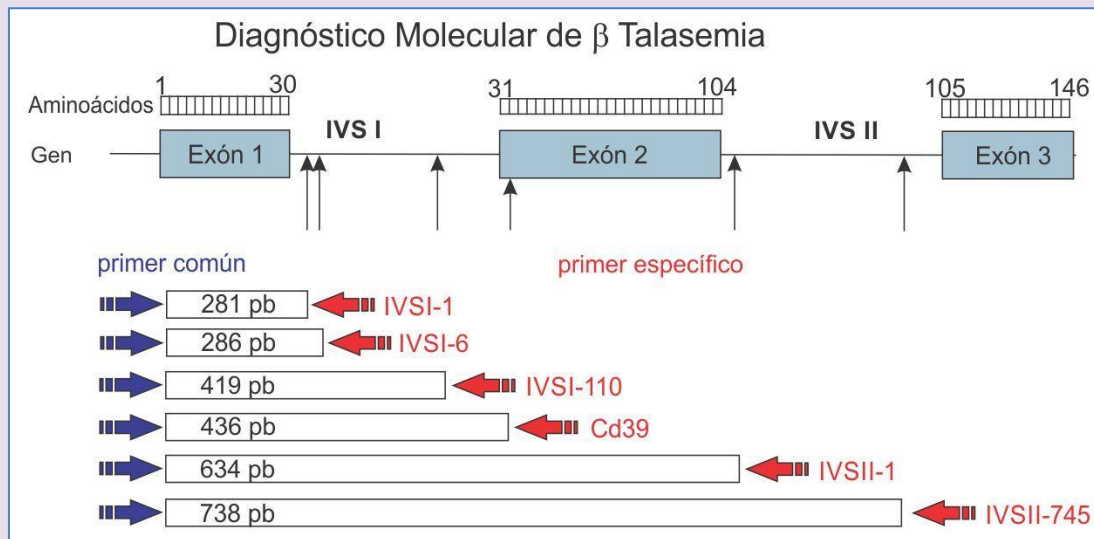 Diagnóstico Molecular de β Talasemia
1 30 31 104 105 146
Aminoácidos
IVS I IVS II
Gen Exón 1 Exón 2 Exón 3
primer común primer específico
281 pb IVSI-1
286 pb IVSI-6
419 pb IVSI-110
436 pb Cd39
634 pb IVSII-1
738 pb IVSII-745